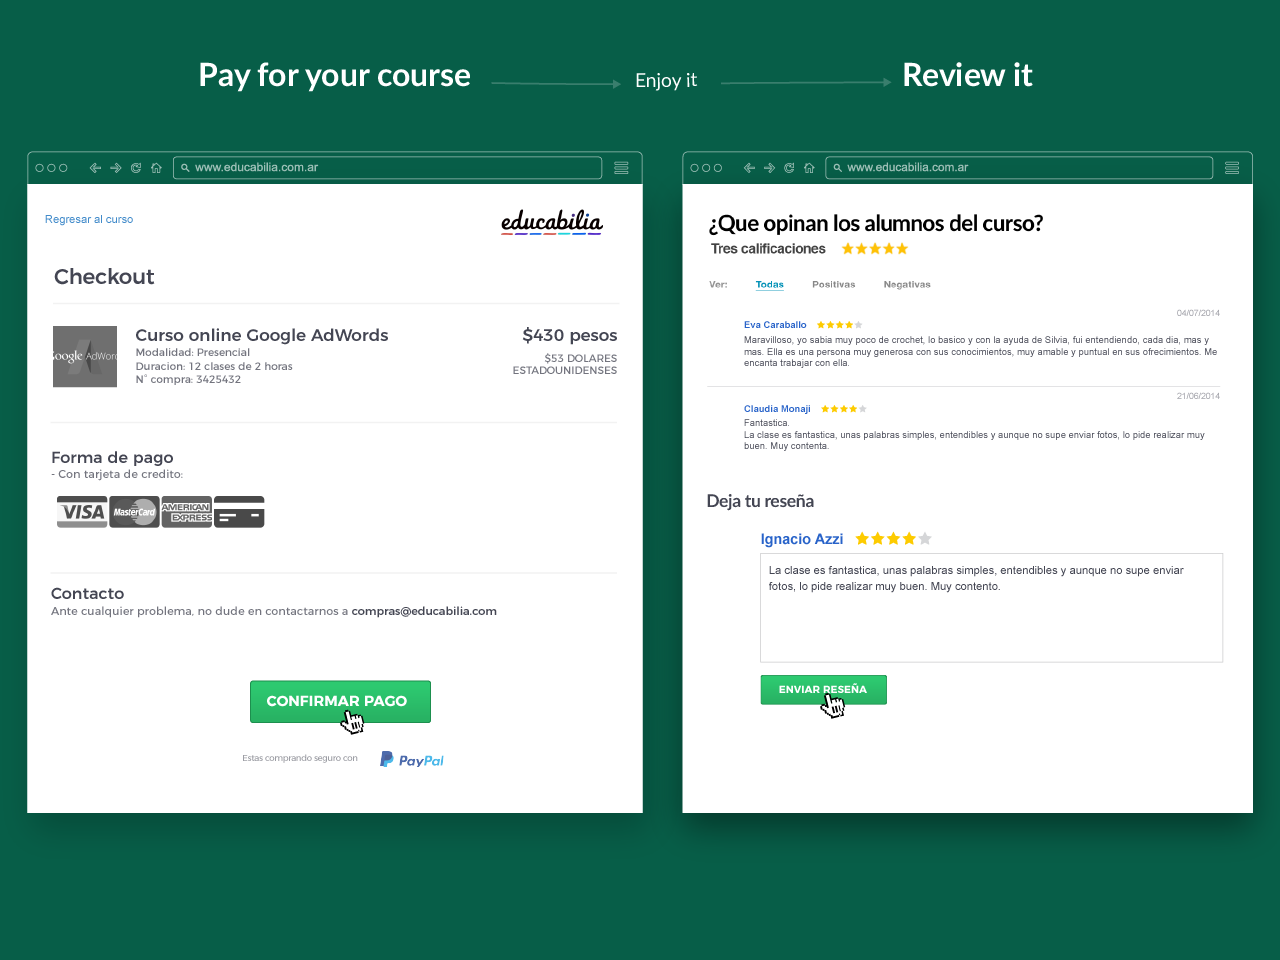 Pay for your course
Enjoy it
Review it
www.educabilia.com.ar
Regresar al curso
educabilia
Checkout
Google AdWords
Curso online Google AdWords
Modalidad: Presencial
Duracion: 12 clases de 2 horas
N° compra: 3425432
$430 pesos
$53 DOLARES
ESTADOUNIDENSES
Forma de pago
- Con tarjeta de credito:
VISA
MasterCard
AMERICAN
EXPRESS
Contacto
Ante cualquier problema, no dude en contactarnos a compras@educabilia.com
CONFIRMAR PAGO
Estas comprando seguro con
PayPal
www.educabilia.com.ar
¿Que opinan los alumnos del curso?
Tres calificaciones
Ver: Todas Positivas Negativas
04/07/2014
Eva Caraballo
Maravilloso, yo sabia muy poco de crochet, lo basico y con la ayuda de Silvia, fui entendiendo, cada dia, mas y
mas. Ella es una persona muy generosa con sus conocimientos, muy amable y puntual en sus ofrecimientos. Me
encanta trabajar con ella.
21/06/2014
Claudia Monaji
Fantastica.
La clase es fantastica, unas palabras simples, entendibles y aunque no supe enviar fotos, lo pide realizar muy
buen. Muy contenta.
Deja tu reseña
Ignacio Azzi
La clase es fantastica, unas palabras simples, entendibles y aunque no supe enviar
fotos, lo pide realizar muy buen. Muy contento.
ENVIAR RESEÑA